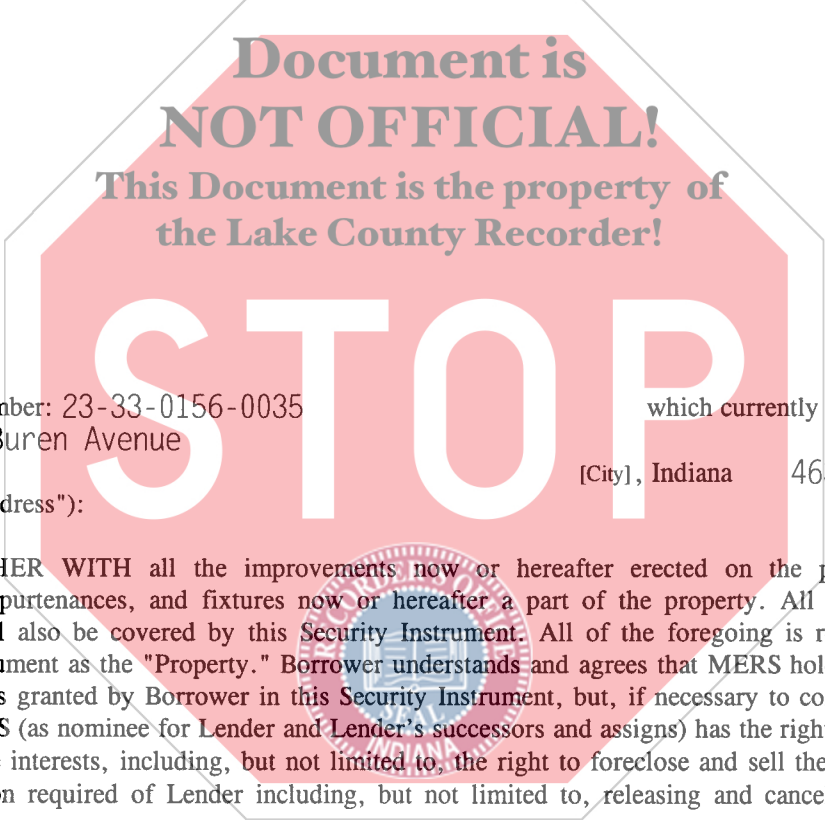 Document is
NOT OFFICIAL!
This Document is the property of
the Lake County Recorder!
STOP
nber: 23-33-0156-0035 which currently
Buren Avenue
[City], Indiana 46
dress"):
HER WITH all the improvements now or hereafter erected on the p
purtenances, and fixtures now or hereafter a part of the property. All
l also be covered by this Security Instrument. All of the foregoing is r
ument as the "Property." Borrower understands and agrees that MERS hol
s granted by Borrower in this Security Instrument, but, if necessary to co
S (as nominee for Lender and Lender's successors and assigns) has the right
e interests, including, but not limited to, the right to foreclose and sell the
on required of Lender including, but not limited to, releasing and cance
RECORDER'S OFFICE
SEAL
INDIANA